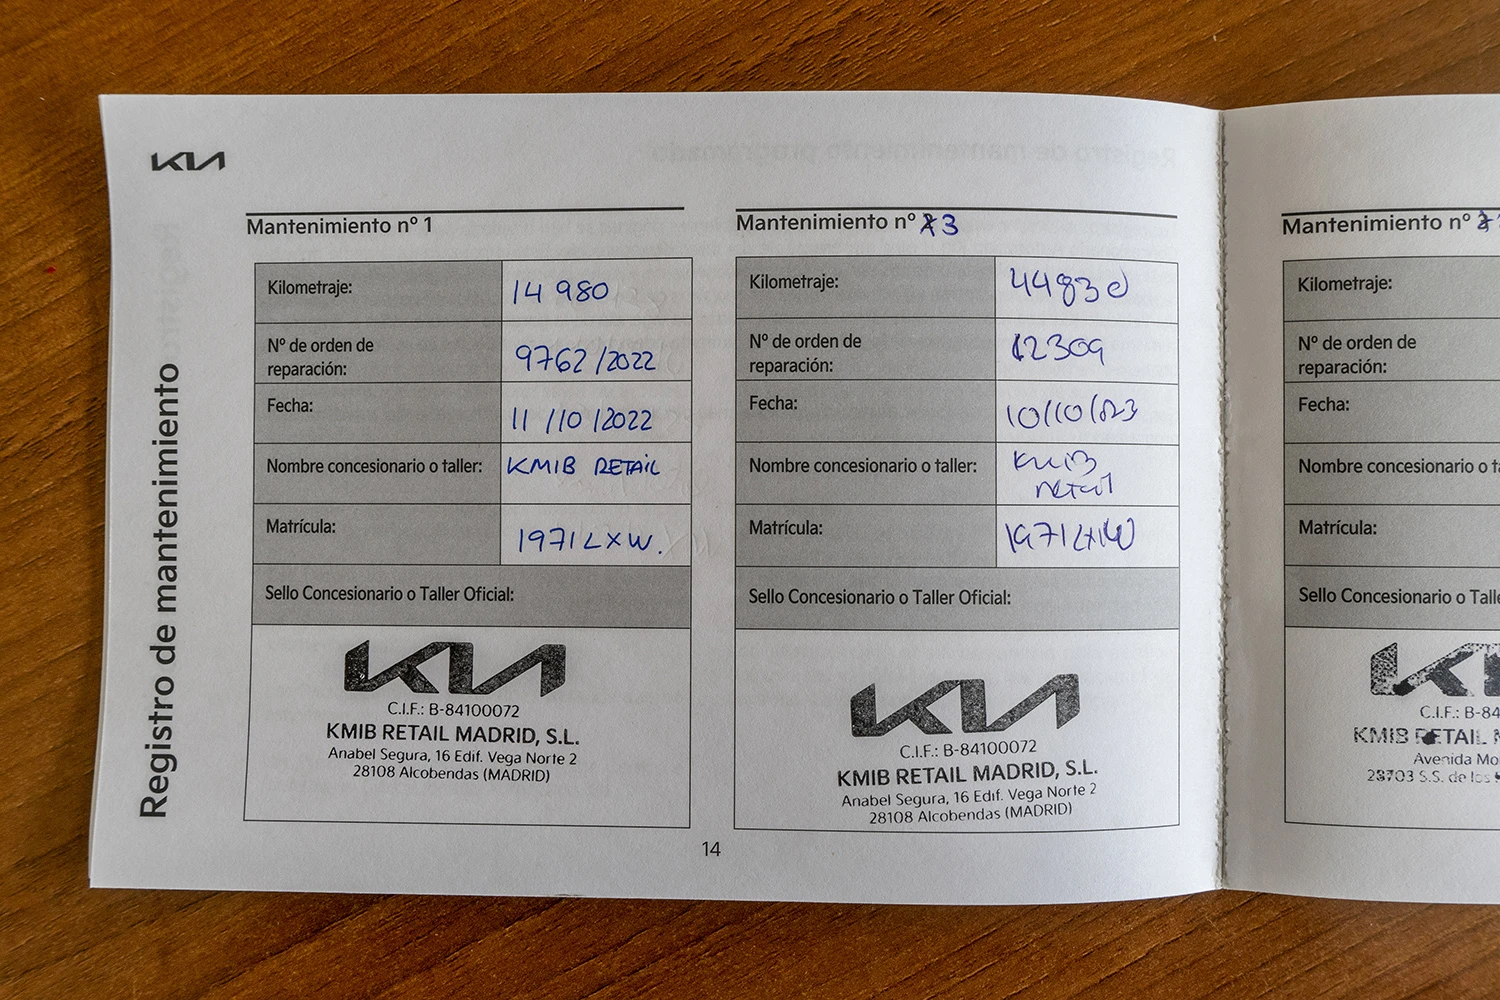 KIA
Registro de mantenimiento
Mantenimiento nº 1
Kilometraje: 14 980
Nº de orden de
reparación: 9762/2022
Fecha: 11/10/2022
Nombre concesionario o taller: KMIB RETAIL
Matrícula: 1971LXW.
Sello Concesionario o Taller Oficial:
KIA
C.I.F.: B-84100072
KMIB RETAIL MADRID, S.L.
Anabel Segura, 16 Edif. Vega Norte 2
28108 Alcobendas (MADRID)
Mantenimiento nº 3
Kilometraje: 44830
Nº de orden de
reparación: 12309
Fecha: 10/10/23
Nombre concesionario o taller: KMIB
retail
Matrícula: 1971LXW
Sello Concesionario o Taller Oficial:
KIA
C.I.F.: B-84100072
KMIB RETAIL MADRID, S.L.
Anabel Segura, 16 Edif. Vega Norte 2
28108 Alcobendas (MADRID)
14
Mantenimiento nº
Kilometraje:
Nº de orden de
reparación:
Fecha:
Nombre concesionario o
Matrícula:
Sello Concesionario o
C.I.F.: B-84
KMIB RETAIL
Avenida
28703 S.S. de los